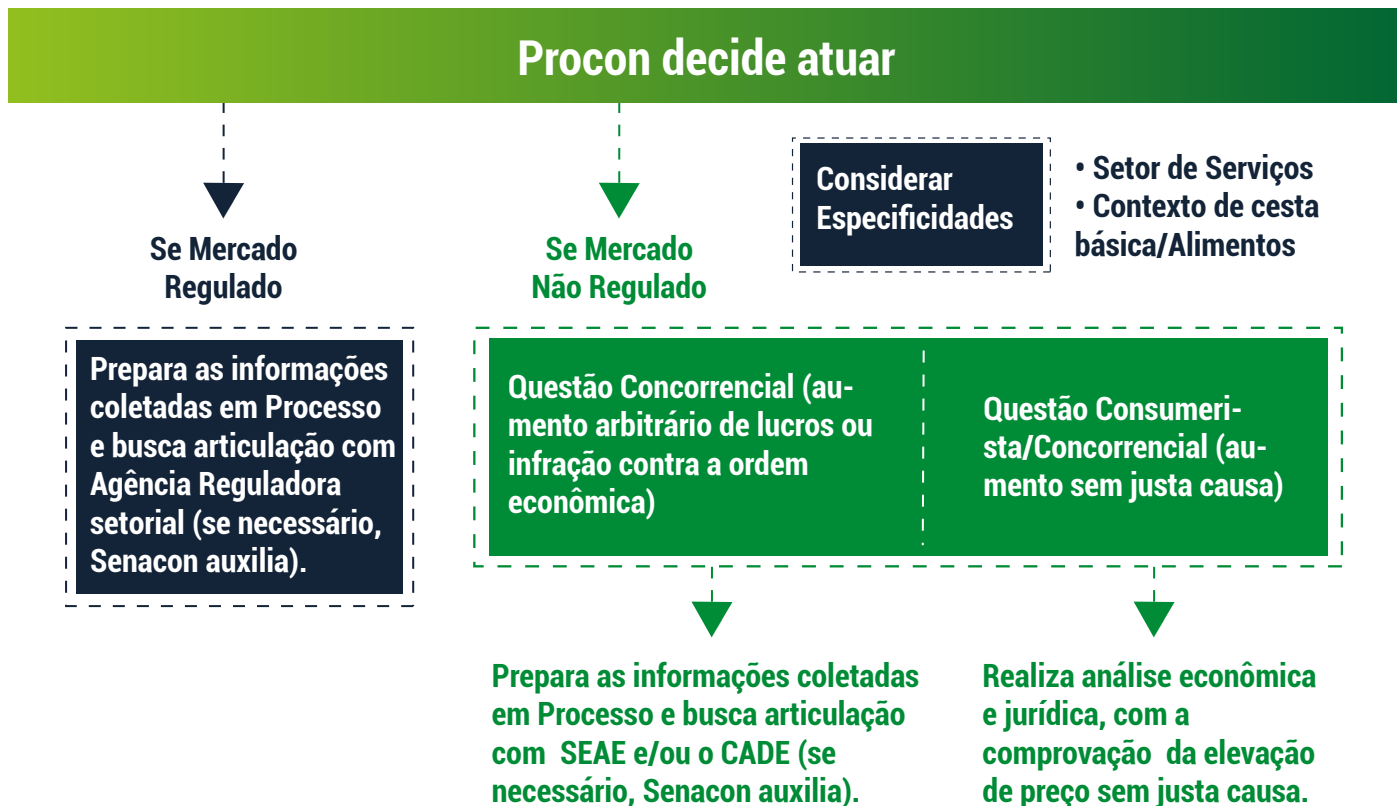 Procon decide atuar
Se Mercado
Regulado
Prepara as informações
coletadas em Processo
e busca articulação com
Agência Reguladora
setorial (se necessário,
Senacon auxilia).
Se Mercado
Não Regulado
Considerar
Especificidades
• Setor de Serviços
• Contexto de cesta
básica/Alimentos
Questão Concorrencial (au-
mento arbitrário de lucros ou
infração contra a ordem
econômica)
Questão Consumeri-
sta/Concorrencial (au-
mento sem justa causa)
Prepara as informações coletadas
em Processo e busca articulação
com SEAE e/ou o CADE (se
necessário, Senacon auxilia).
Realiza análise econômica
e jurídica, com a
comprovação da elevação
de preço sem justa causa.